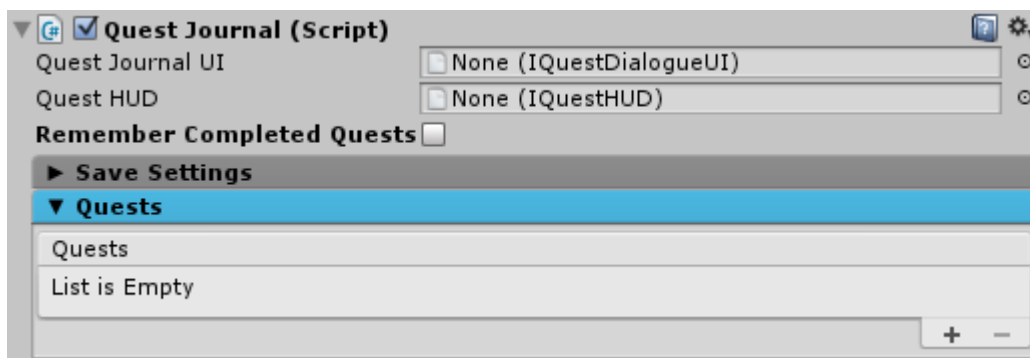 Quest Journal (Script)
Quest Journal UI None (IQuestDialogueUI)
Quest HUD None (IQuestHUD)
Remember Completed Quests
Save Settings
Quests
Quests
List is Empty